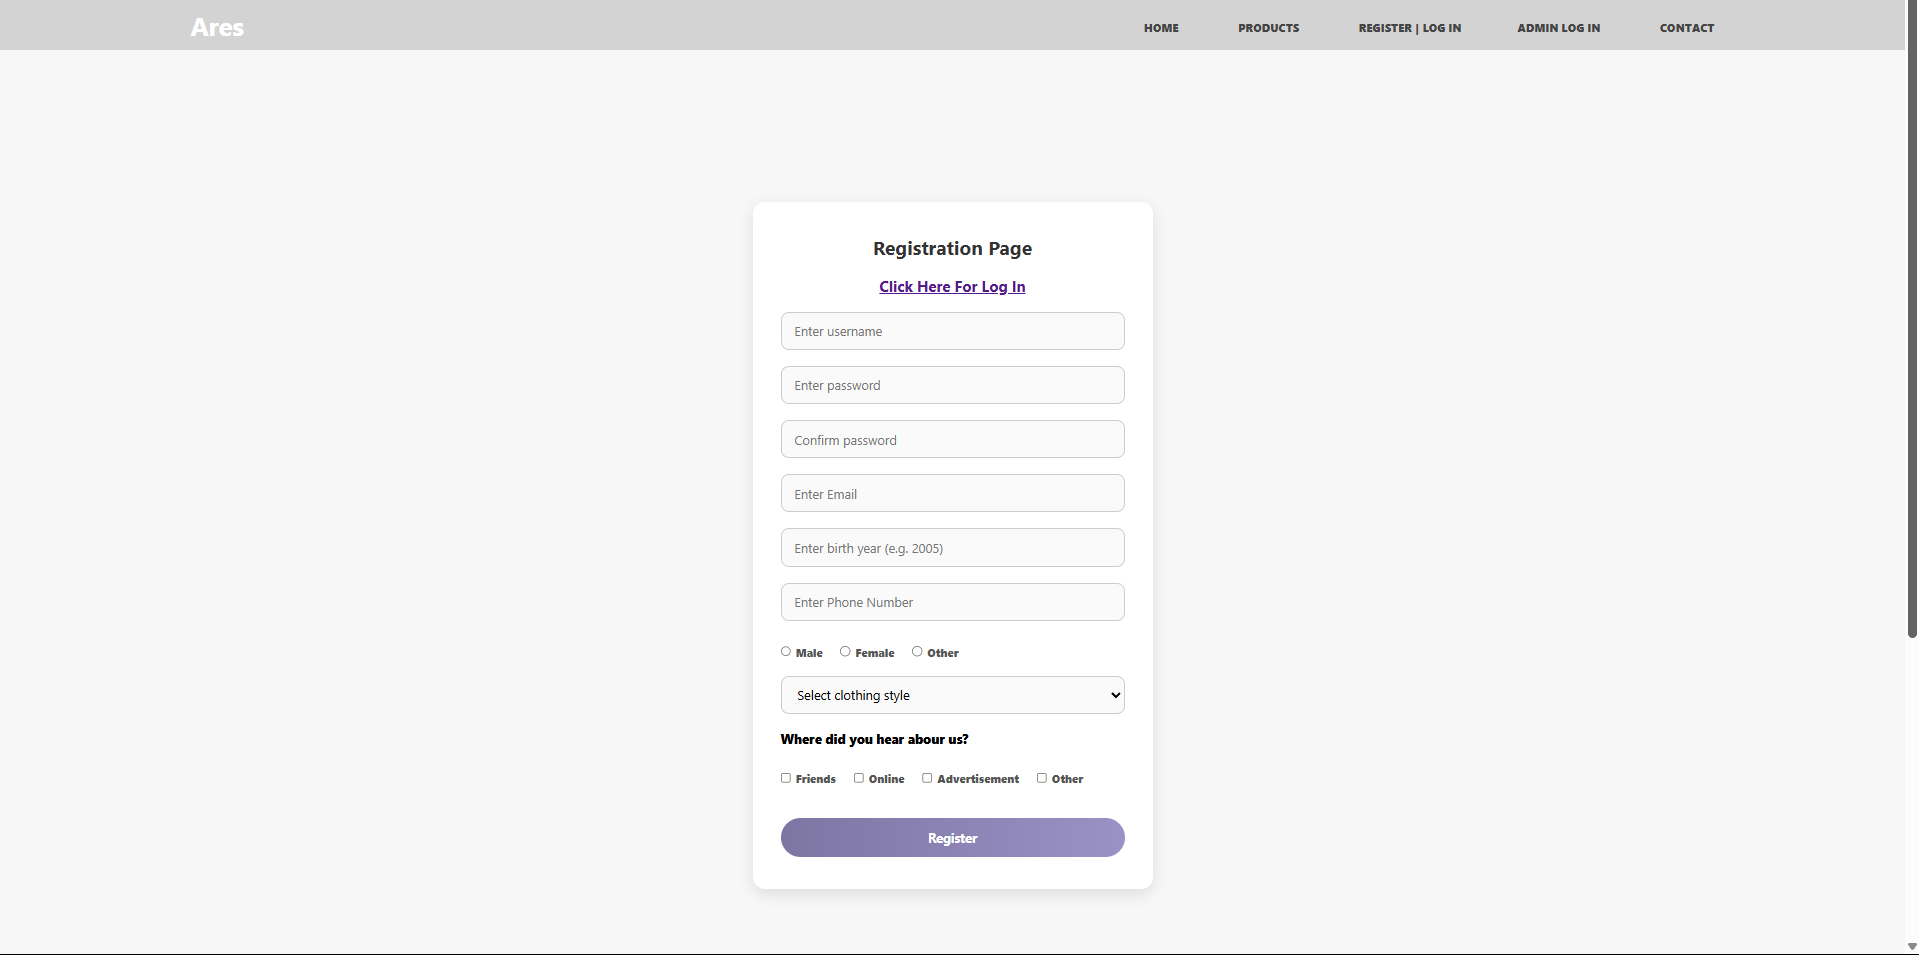 Ares HOME PRODUCTS REGISTER | LOG IN ADMIN LOG IN CONTACT
Registration Page
Click Here For Log In
Enter username
Enter password
Confirm password
Enter Email
Enter birth year (e.g. 2005)
Enter Phone Number
Male Female Other
Select clothing style
Where did you hear abour us?
Friends Online Advertisement Other
Register